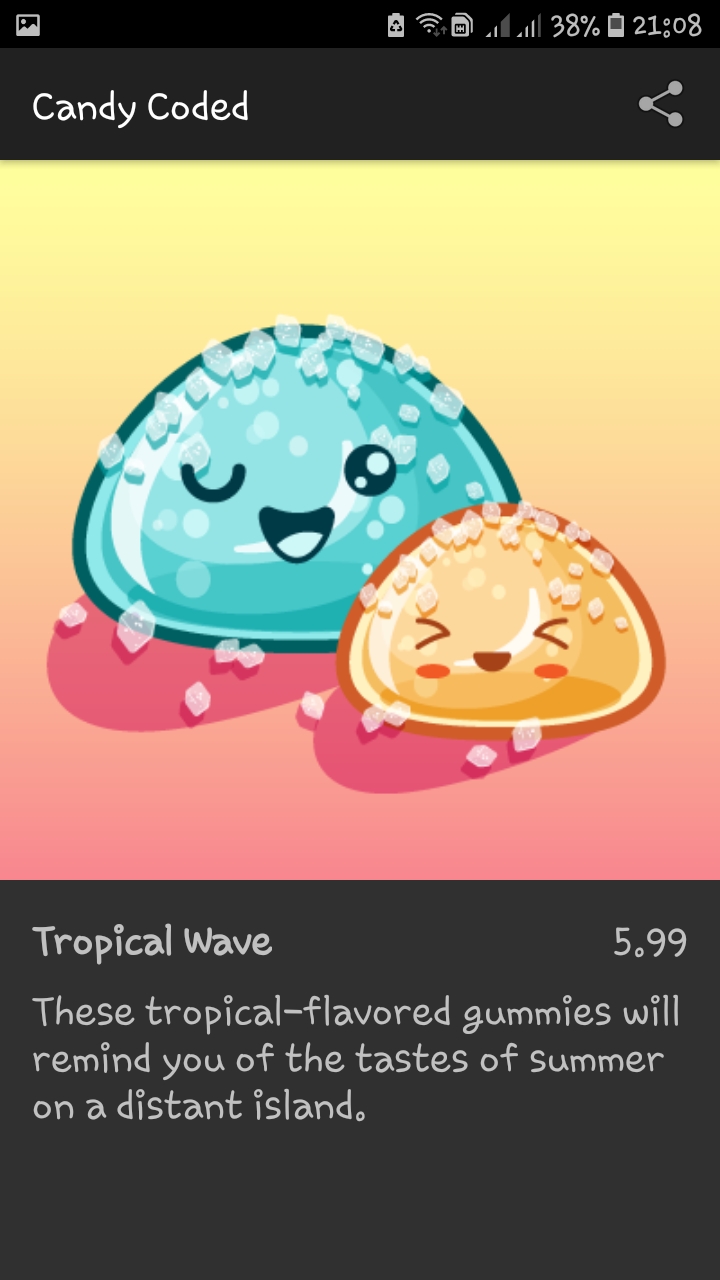 38% 21:08
Candy Coded
Tropical Wave 5.99
These tropical-flavored gummies will
remind you of the tastes of summer
on a distant island.